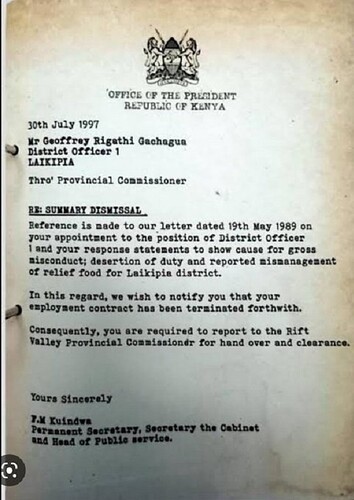 OFFICE OF THE PRESIDENT
REPUBLIC OF KENYA
30th July 1997
Mr Geoffrey Rigathi Gachagua
District Officer 1
LAIKIPIA
Thro' Provincial Commissioner
RE: SUMMARY DISMISSAL
Reference is made to our letter dated 19th May 1989 on
your appointment to the position of District Officer
1 and your response statements to show cause for gross
misconduct; desertion of duty and reported mismanagement
of relief food for Laikipia district.
In this regard, we wish to notify you that your
employment contract has been terminated forthwith.
Consequently, you are required to report to the Rift
Valley Provincial Commissioner for hand over and clearance.
Yours Sincerely
F.M Kuindwa
Permanent Secretary, Secretary the Cabinet
and Head of Public service.